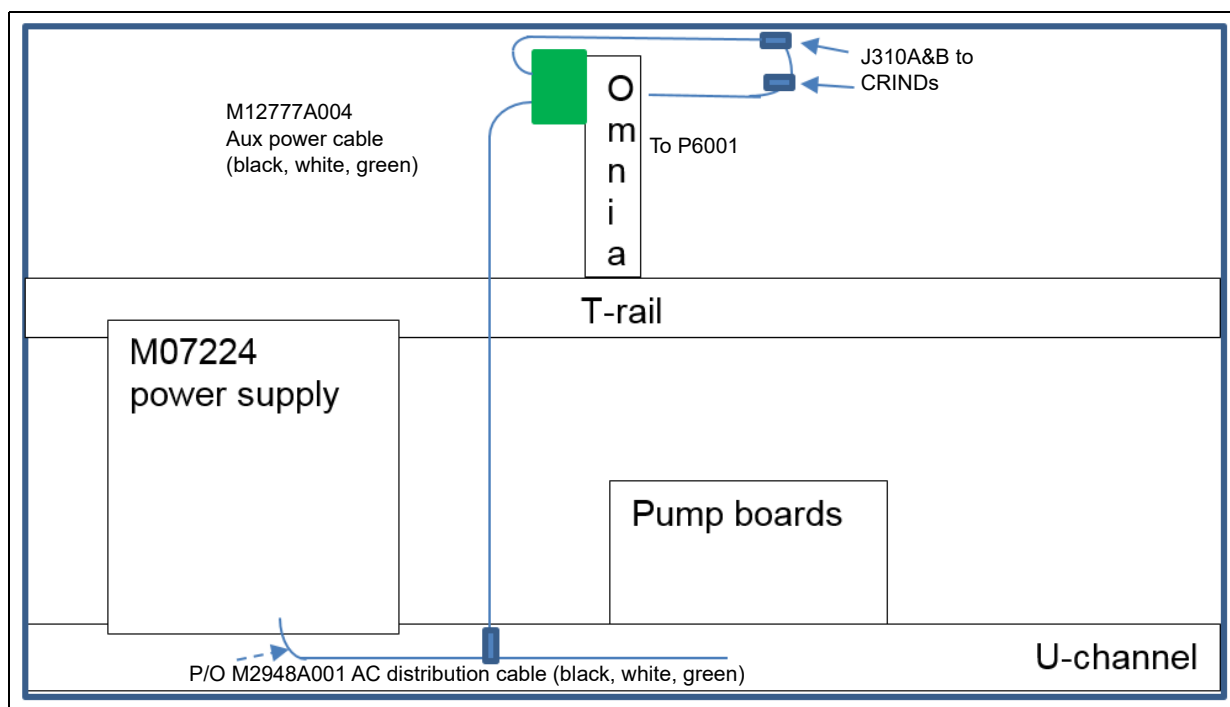 J310A&B to
CRINDs
M12777A004
Aux power cable
(black, white, green)
Omnia
To P6001
T-rail
M07224
power supply
Pump boards
U-channel
P/O M2948A001 AC distribution cable (black, white, green)